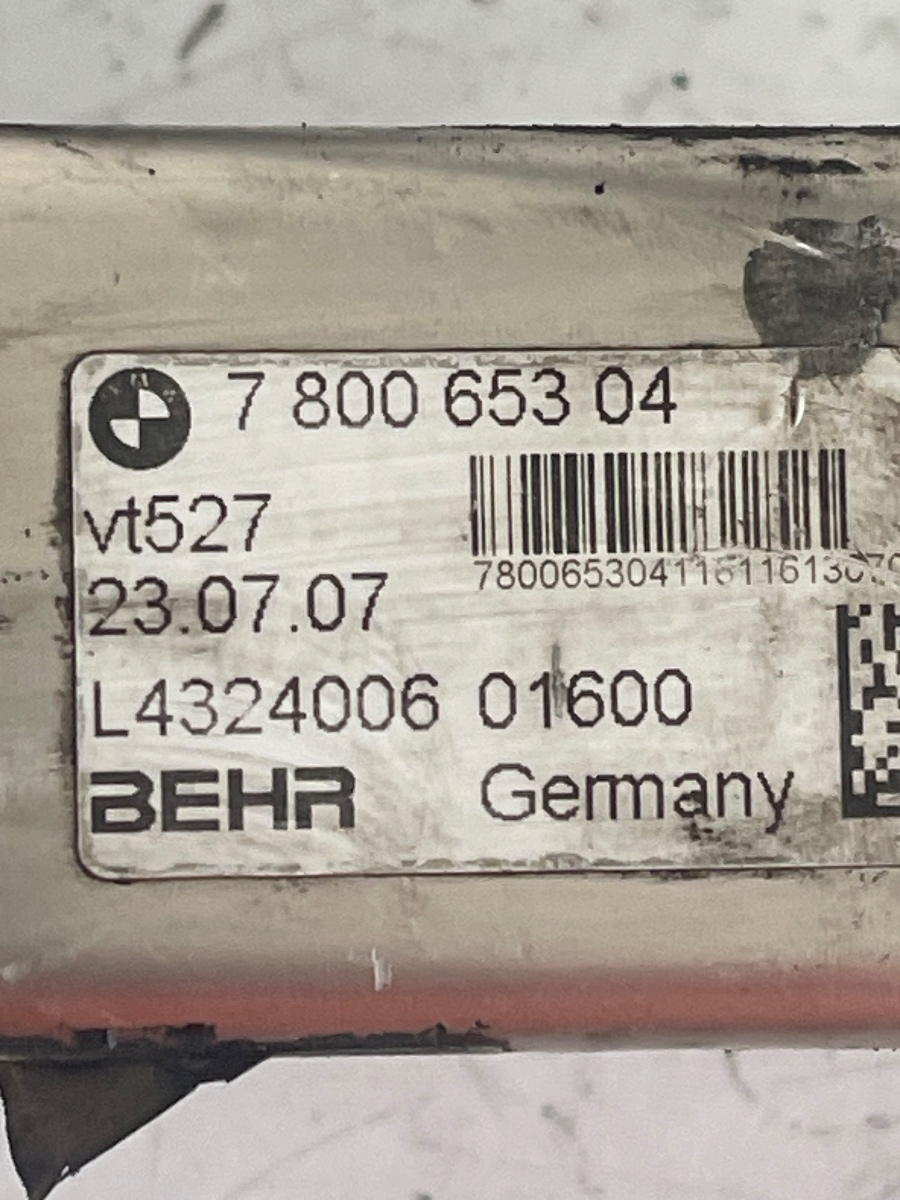 7 800 653 04
vt527
23.07.07
L4324006 01600
BEHR Germany